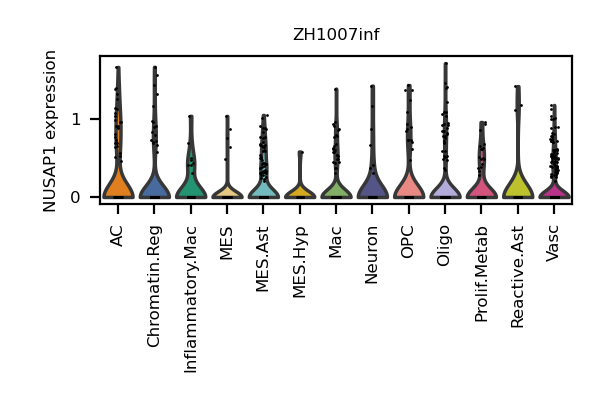 ZH1007inf
NUSAP1 expression
1
0
AC
Chromatin.Reg
Inflammatory.Mac
MES
MES.Ast
MES.Hyp
Mac
Neuron
OPC
Oligo
Prolif.Metab
Reactive.Ast
Vasc